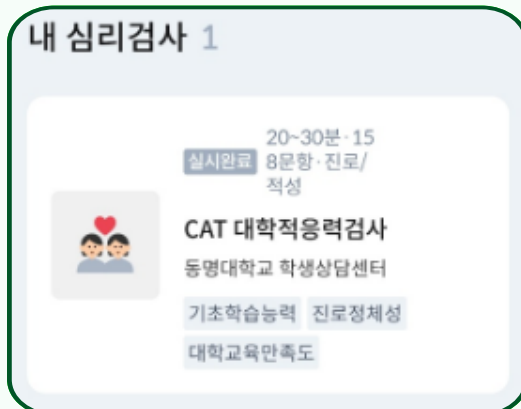 내 심리검사 1
실시완료 20~30분·15
8문항·진로/
적성
CAT 대학적응력검사
동명대학교 학생상담센터
기초학습능력 진로정체성
대학교육만족도